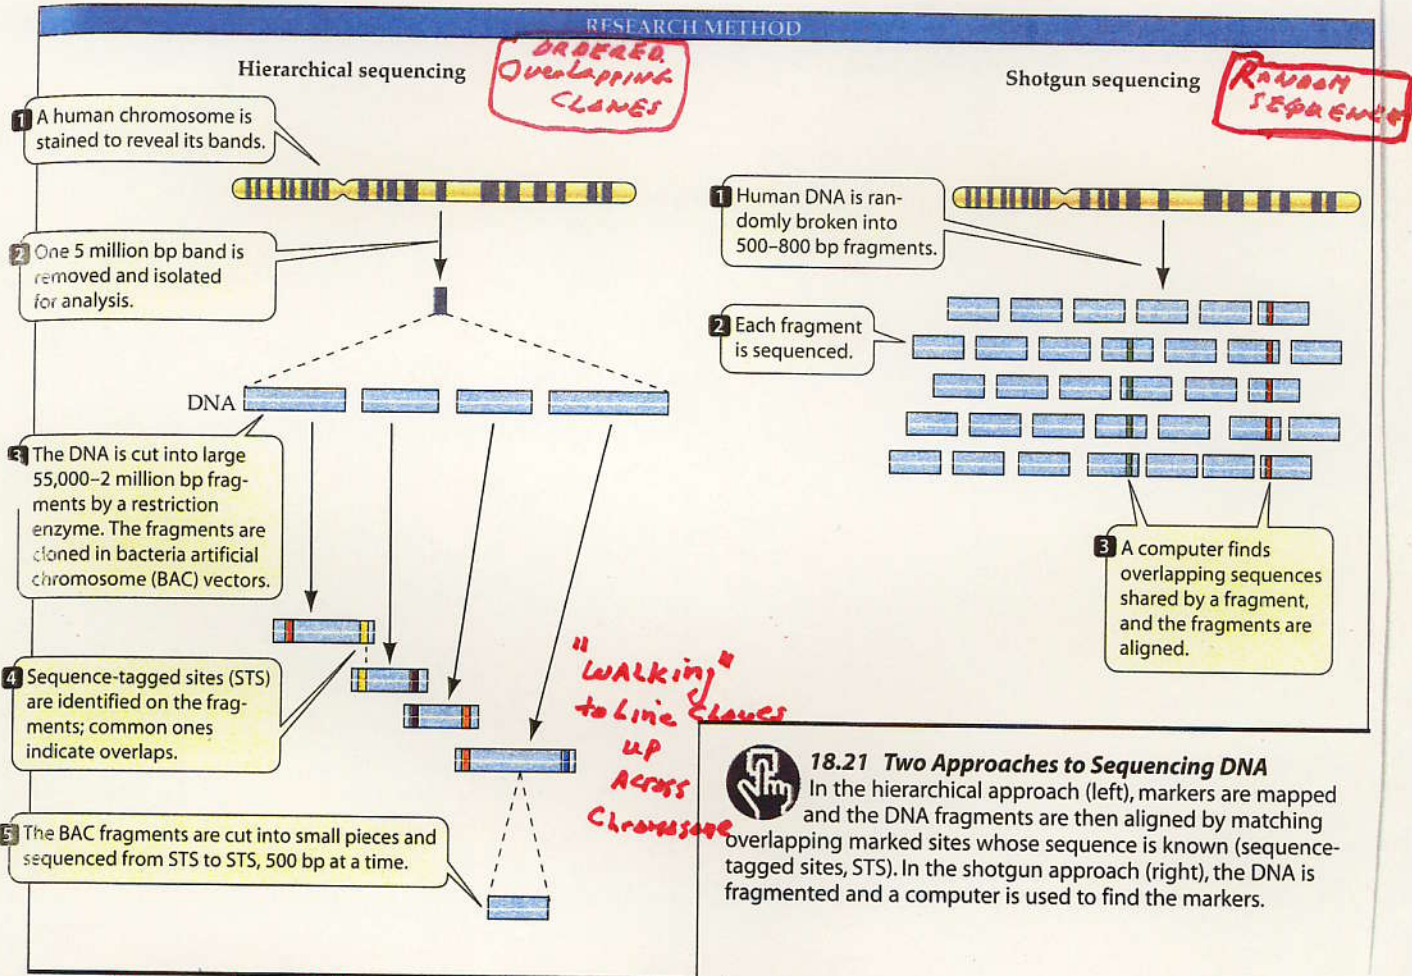 RESEARCH METHOD
Hierarchical sequencing
ORDERED
Overlapping
CLONES
1 A human chromosome is
stained to reveal its bands.
2 One 5 million bp band is
removed and isolated
for analysis.
DNA
3 The DNA is cut into large
55,000–2 million bp frag-
ments by a restriction
enzyme. The fragments are
cloned in bacteria artificial
chromosome (BAC) vectors.
4 Sequence-tagged sites (STS)
are identified on the frag-
ments; common ones
indicate overlaps.
"WALKing"
to Line Clones
up
Across
Chromosome
5 The BAC fragments are cut into small pieces and
sequenced from STS to STS, 500 bp at a time.
Shotgun sequencing
RANDOM
SEQUENCE
1 Human DNA is ran-
domly broken into
500–800 bp fragments.
2 Each fragment
is sequenced.
3 A computer finds
overlapping sequences
shared by a fragment,
and the fragments are
aligned.
18.21 Two Approaches to Sequencing DNA
In the hierarchical approach (left), markers are mapped
and the DNA fragments are then aligned by matching
overlapping marked sites whose sequence is known (sequence-
tagged sites, STS). In the shotgun approach (right), the DNA is
fragmented and a computer is used to find the markers.